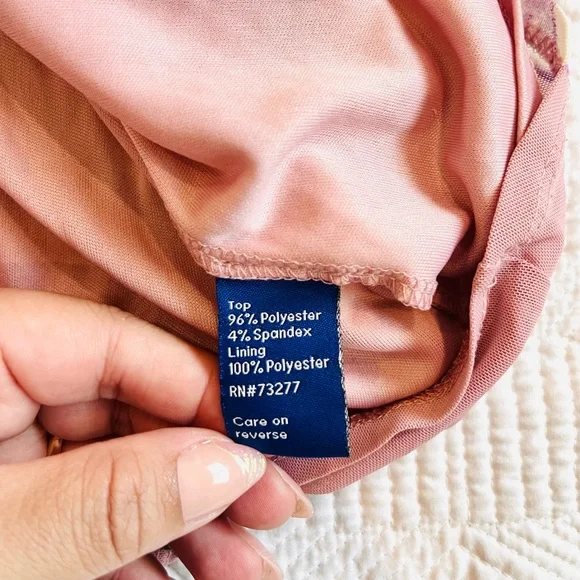 Top
96% Polyester
4% Spandex
Lining
100% Polyester
RN#73277
Care on
reverse